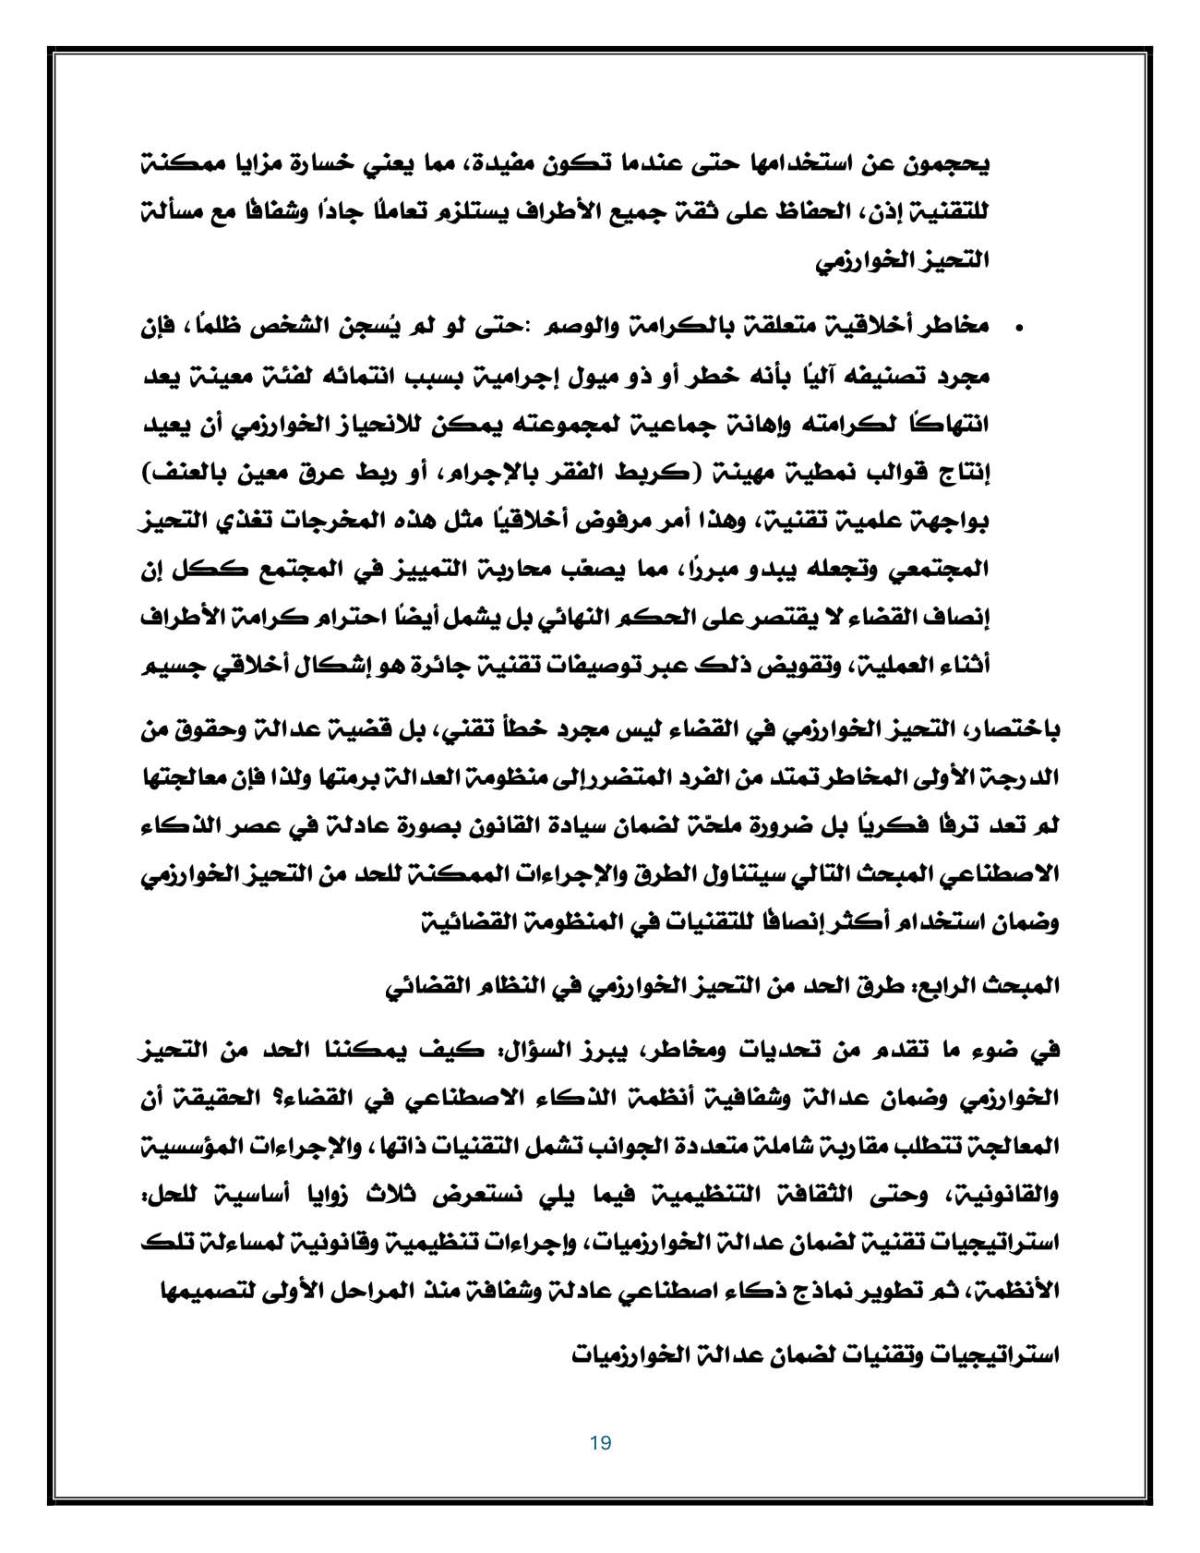 يحجمون عن استخدامها حتى عندما تكون مفيدة، مما يعني خسارة مزايا ممكنة
للتقنية إذن، الحفاظ على ثقة جميع الأطراف يستلزم تعاملًا جادًا وشفافًا مع مسألة
التحيز الخوارزمي
• مخاطر أخلاقية متعلقة بالكرامة والوصم :حتى لو لم يُسجن الشخص ظلمًا، فإن
مجرد تصنيفه آليًا بأنه خطر أو ذو ميول إجرامية بسبب انتمائه لفئة معينة يعد
انتهاكًا لكرامته وإهانة جماعية لمجموعته يمكن للانحياز الخوارزمي أن يعيد
إنتاج قوالب نمطية مهينة (كربط الفقر بالإجرام، أو ربط عرق معين بالعنف)
بواجهة علمية تقنية، وهذا أمر مرفوض أخلاقيًا مثل هذه المخرجات تغذي التحيز
المجتمعي وتجعله يبدو مبررًا، مما يصعّب محاربة التمييز في المجتمع ككل إن
إنصاف القضاء لا يقتصر على الحكم النهائي بل يشمل أيضًا احترام كرامة الأطراف
أثناء العملية، وتقويض ذلك عبر توصيفات تقنية جائرة هو إشكال أخلاقي جسيم
باختصار، التحيز الخوارزمي في القضاء ليس مجرد خطأ تقني، بل قضية عدالة وحقوق من
الدرجة الأولى المخاطر تمتد من الفرد المتضرر إلى منظومة العدالة برمتها ولذا فإن معالجتها
لم تعد ترفًا فكريًا بل ضرورة ملحّة لضمان سيادة القانون بصورة عادلة في عصر الذكاء
الاصطناعي المبحث التالي سيتناول الطرق والإجراءات الممكنة للحد من التحيز الخوارزمي
وضمان استخدام أكثر إنصافًا للتقنيات في المنظومة القضائية
المبحث الرابع: طرق الحد من التحيز الخوارزمي في النظام القضائي
في ضوء ما تقدم من تحديات ومخاطر، يبرز السؤال: كيف يمكننا الحد من التحيز
الخوارزمي وضمان عدالة وشفافية أنظمة الذكاء الاصطناعي في القضاء؟ الحقيقة أن
المعالجة تتطلب مقاربة شاملة متعددة الجوانب تشمل التقنيات ذاتها، والإجراءات المؤسسية
والقانونية، وحتى الثقافة التنظيمية فيما يلي نستعرض ثلاث زوايا أساسية للحل:
استراتيجيات تقنية لضمان عدالة الخوارزميات، وإجراءات تنظيمية وقانونية لمساءلة تلك
الأنظمة، ثم تطوير نماذج ذكاء اصطناعي عادلة وشفافة منذ المراحل الأولى لتصميمها
استراتيجيات وتقنيات لضمان عدالة الخوارزميات
19